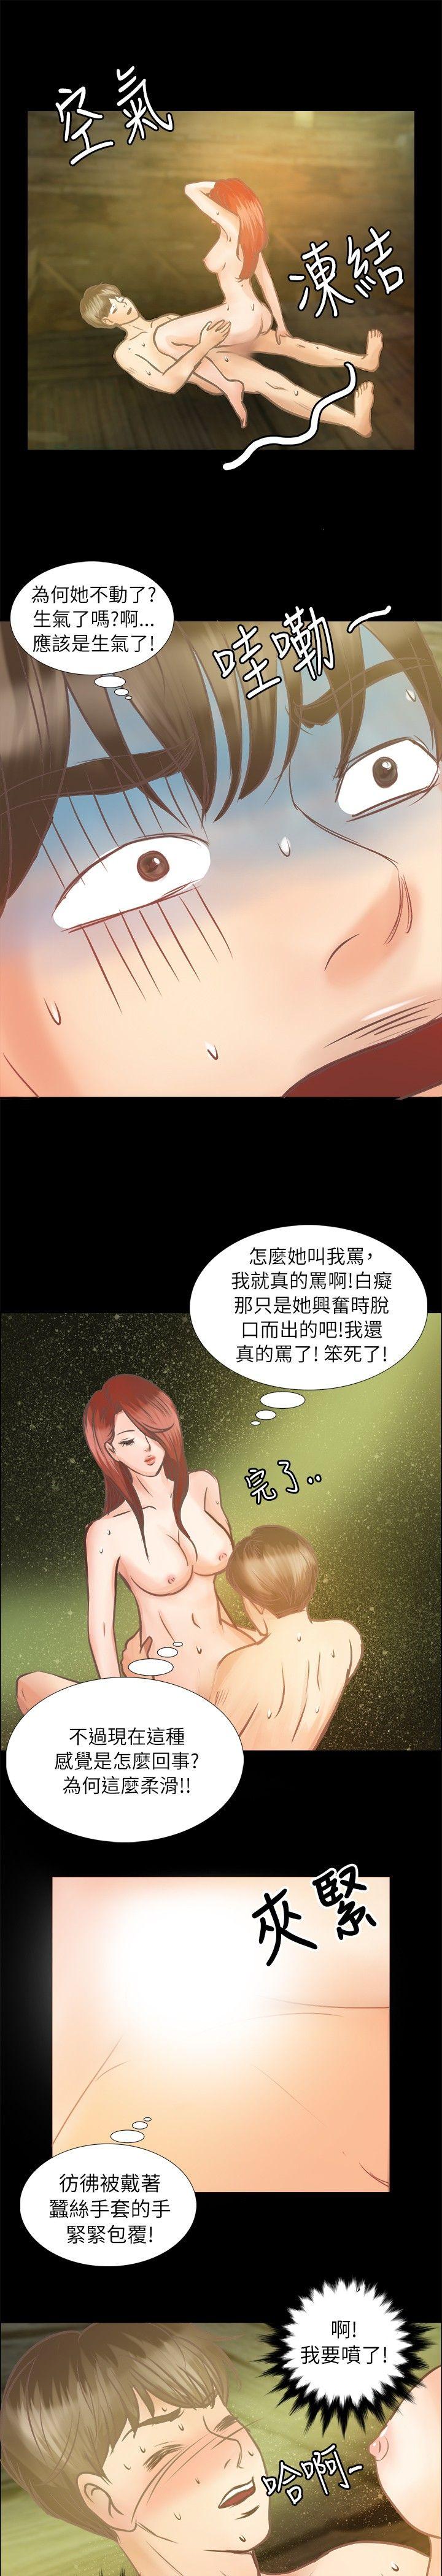 空氣
凍結
為何她不動了?
生氣了嗎?啊...
應該是生氣了!
哇嘞一
怎麼她叫我罵，
我就真的罵啊!白癡
那只是她興奮時脫
口而出的吧!我還
真的罵了! 笨死了!
完了..
不過現在這種
感覺是怎麼回事?
為何這麼柔滑!!
夾緊
彷彿被戴著
蠶絲手套的手
緊緊包覆!
啊!
我要噴了!
哈啊~